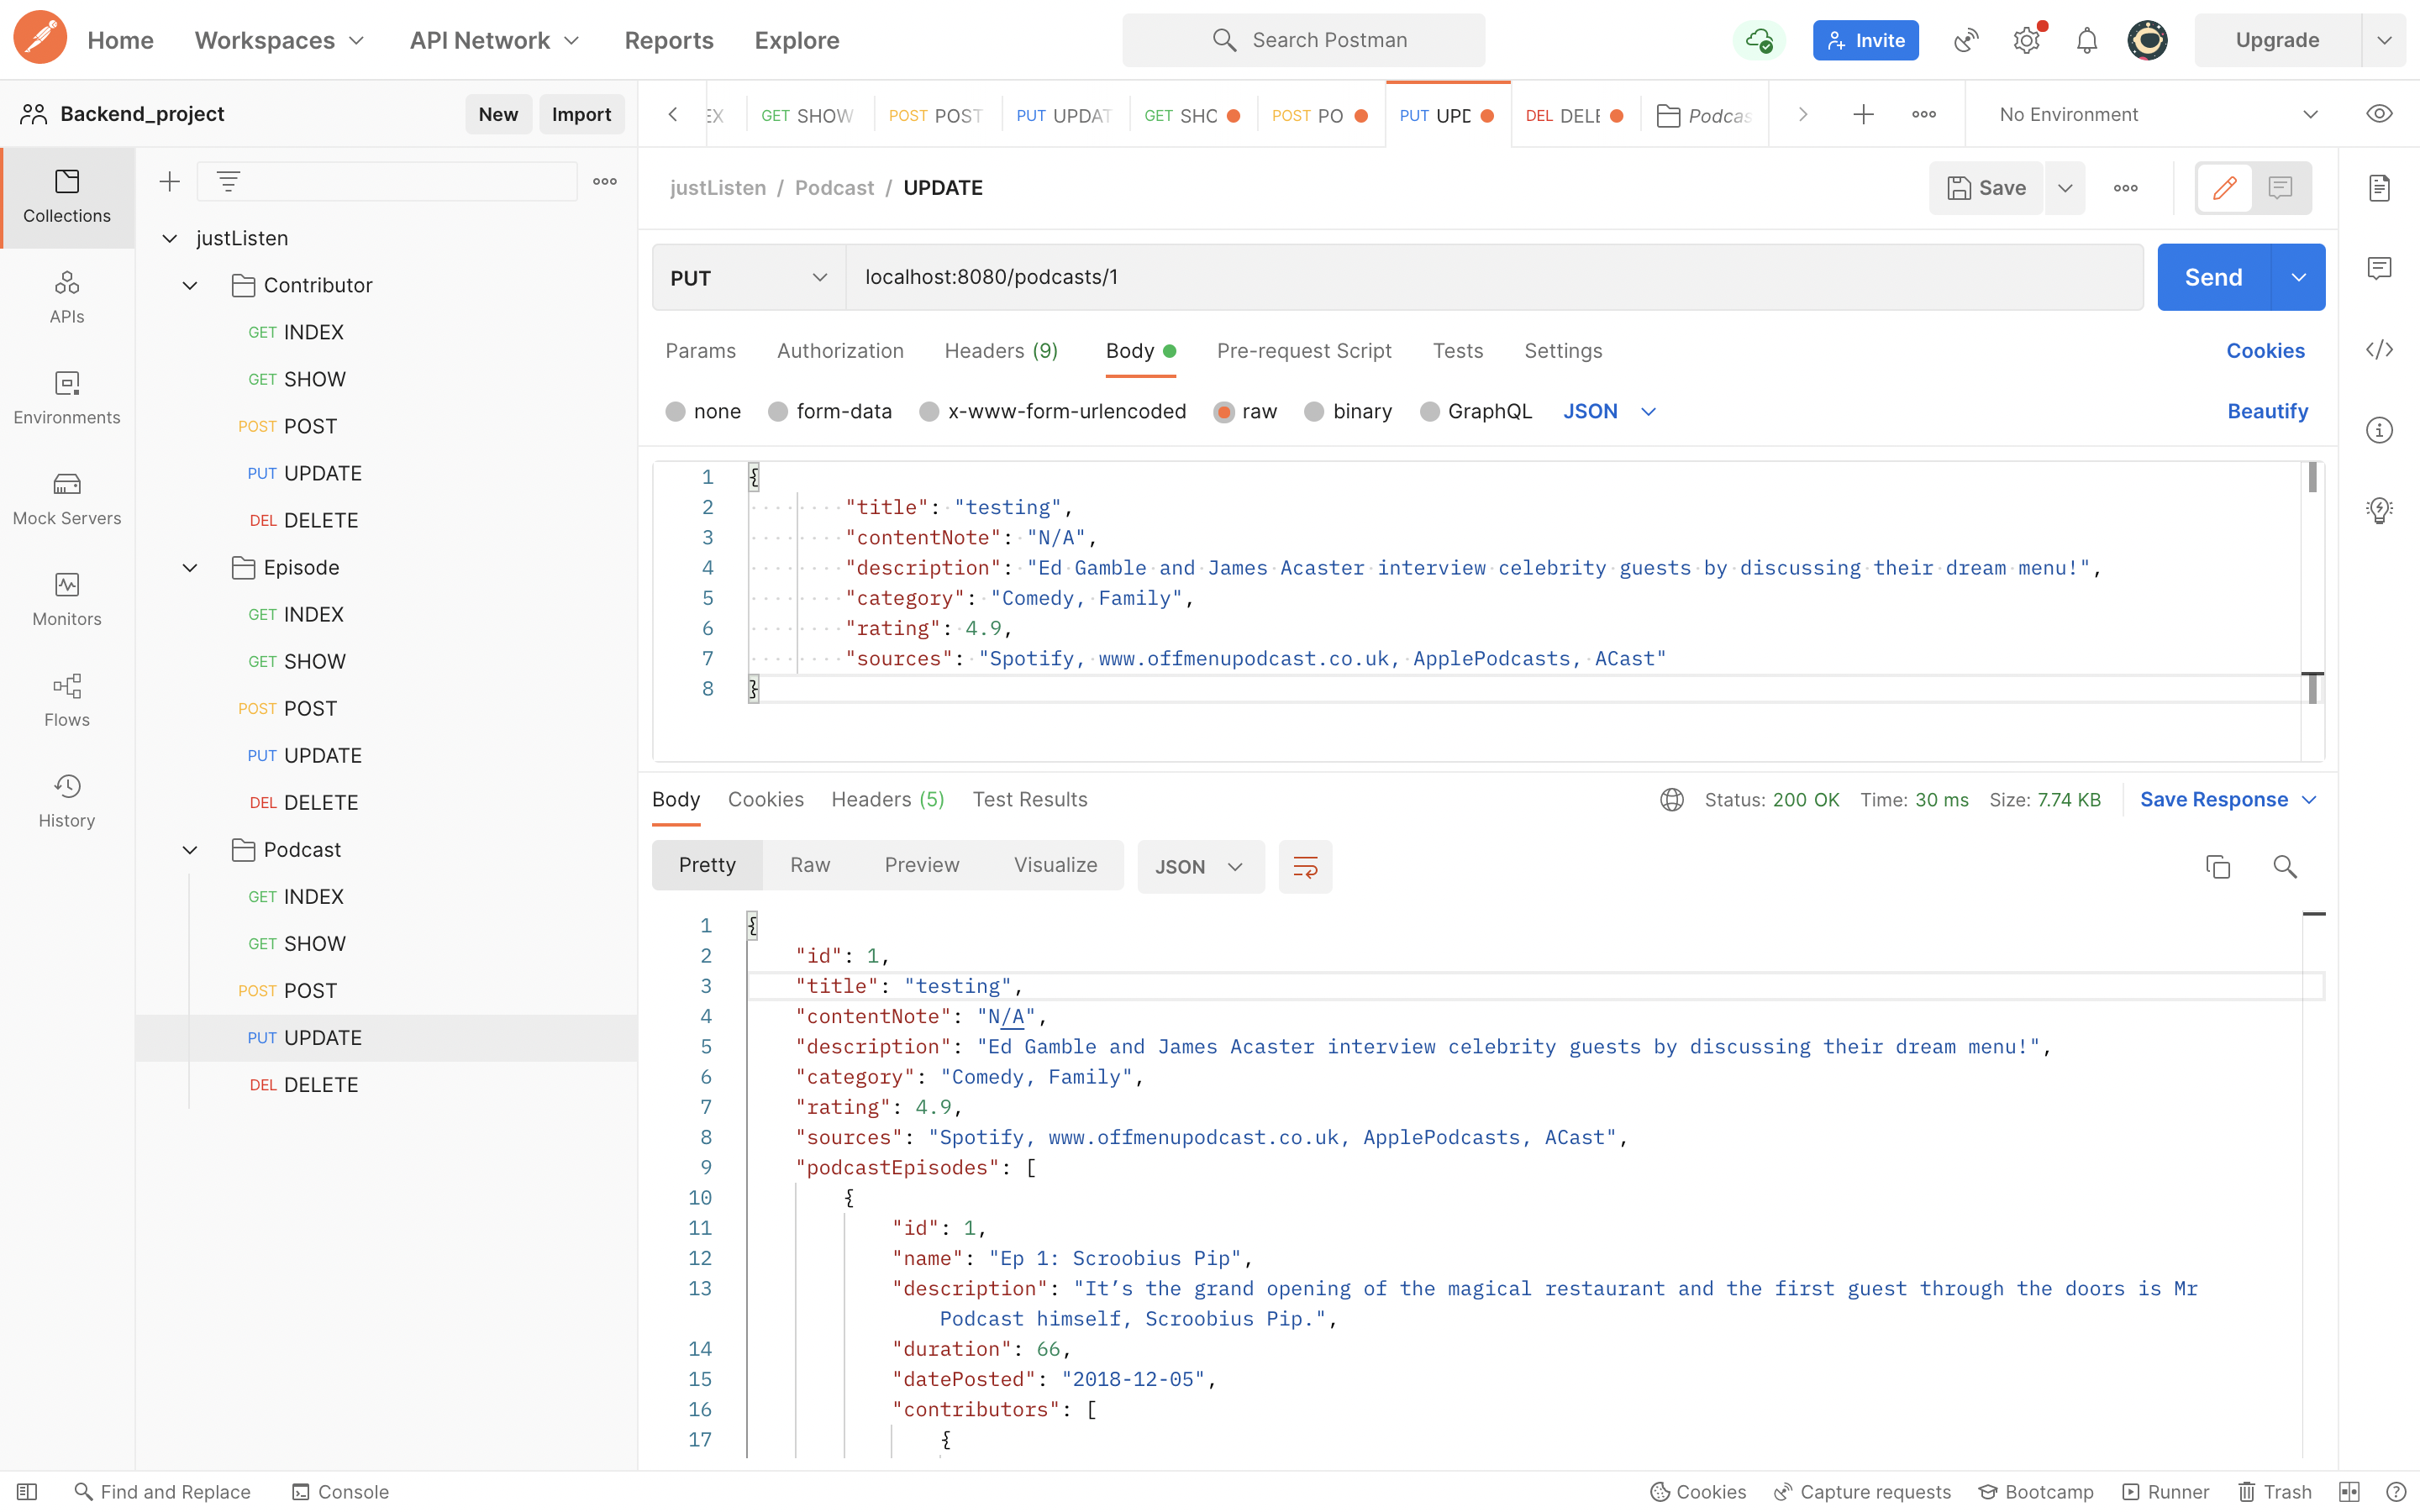 Home Workspaces API Network Reports Explore Search Postman Invite Upgrade
Backend_project New Import EX GET SHOW POST POST UPDAT PUT GET SHC POST PO PUT UPD DEL DELE Podcas No Environment
Collections
APIs
Environments
Mock Servers
Monitors
Flows
History
justListen
Contributor
GET INDEX
GET SHOW
POST POST
PUT UPDATE
DEL DELETE
Episode
GET INDEX
GET SHOW
POST POST
PUT UPDATE
DEL DELETE
Podcast
GET INDEX
GET SHOW
POST POST
PUT UPDATE
DEL DELETE
justListen / Podcast / UPDATE Save
PUT localhost:8080/podcasts/1 Send
Params Authorization Headers (9) Body Pre-request Script Tests Settings Cookies
none form-data x-www-form-urlencoded raw binary GraphQL JSON Beautify
1 {
2 "title": "testing",
3 "contentNote": "N/A",
4 "description": "Ed Gamble and James Acaster interview celebrity guests by discussing their dream menu!",
5 "category": "Comedy, Family",
6 "rating": 4.9,
7 "sources": "Spotify, www.offmenupodcast.co.uk, ApplePodcasts, ACast"
8 }
Body Cookies Headers (5) Test Results Status: 200 OK Time: 30 ms Size: 7.74 KB Save Response
Pretty Raw Preview Visualize JSON
1 {
2 "id": 1,
3 "title": "testing",
4 "contentNote": "N/A",
5 "description": "Ed Gamble and James Acaster interview celebrity guests by discussing their dream menu!",
6 "category": "Comedy, Family",
7 "rating": 4.9,
8 "sources": "Spotify, www.offmenupodcast.co.uk, ApplePodcasts, ACast",
9 "podcastEpisodes": [
10 {
11 "id": 1,
12 "name": "Ep 1: Scroobius Pip",
13 "description": "It’s the grand opening of the magical restaurant and the first guest through the doors is Mr
Podcast himself, Scroobius Pip.",
14 "duration": 66,
15 "datePosted": "2018-12-05",
16 "contributors": [
17 {
Find and Replace Console Cookies Capture requests Bootcamp Runner Trash